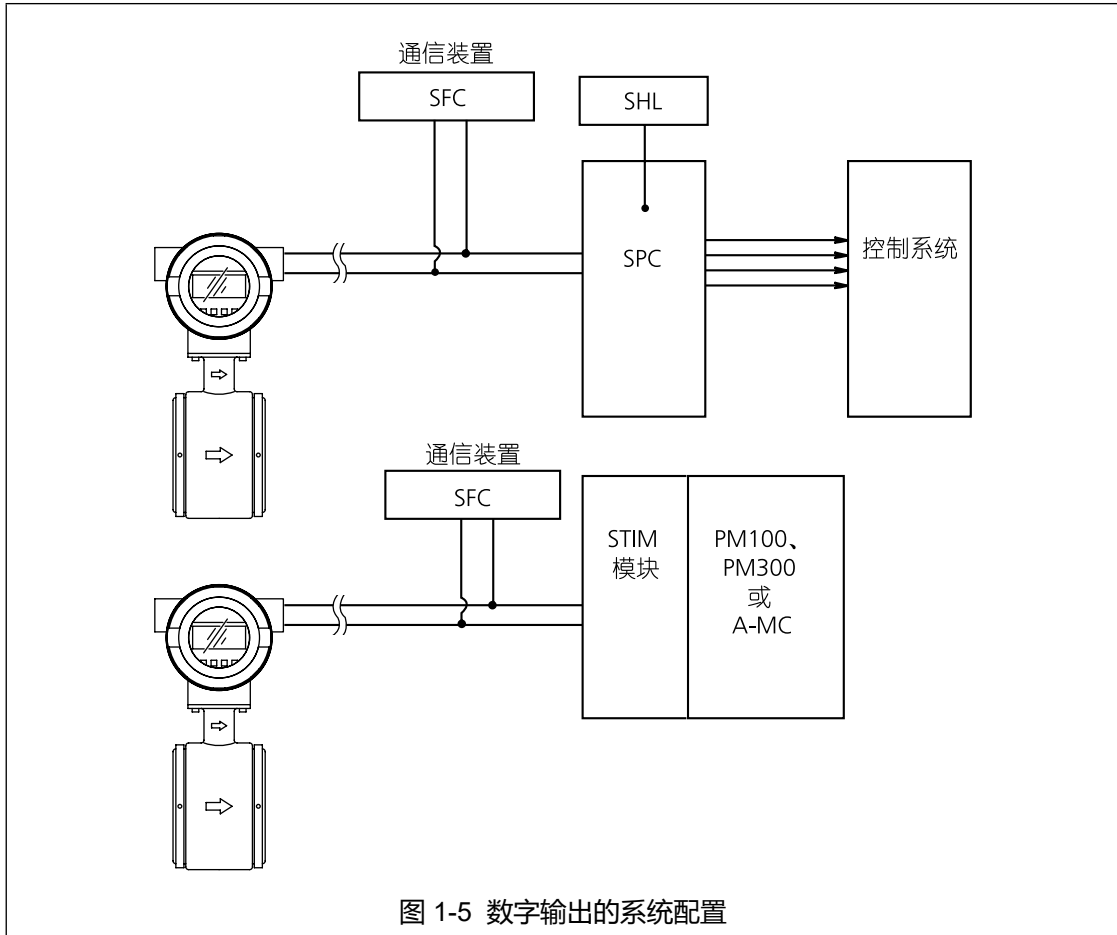 通信装置
SFC
SHL
SPC
控制系统
通信装置
SFC
STIM
模块
PM100、
PM300
或
A-MC
图 1-5 数字输出的系统配置